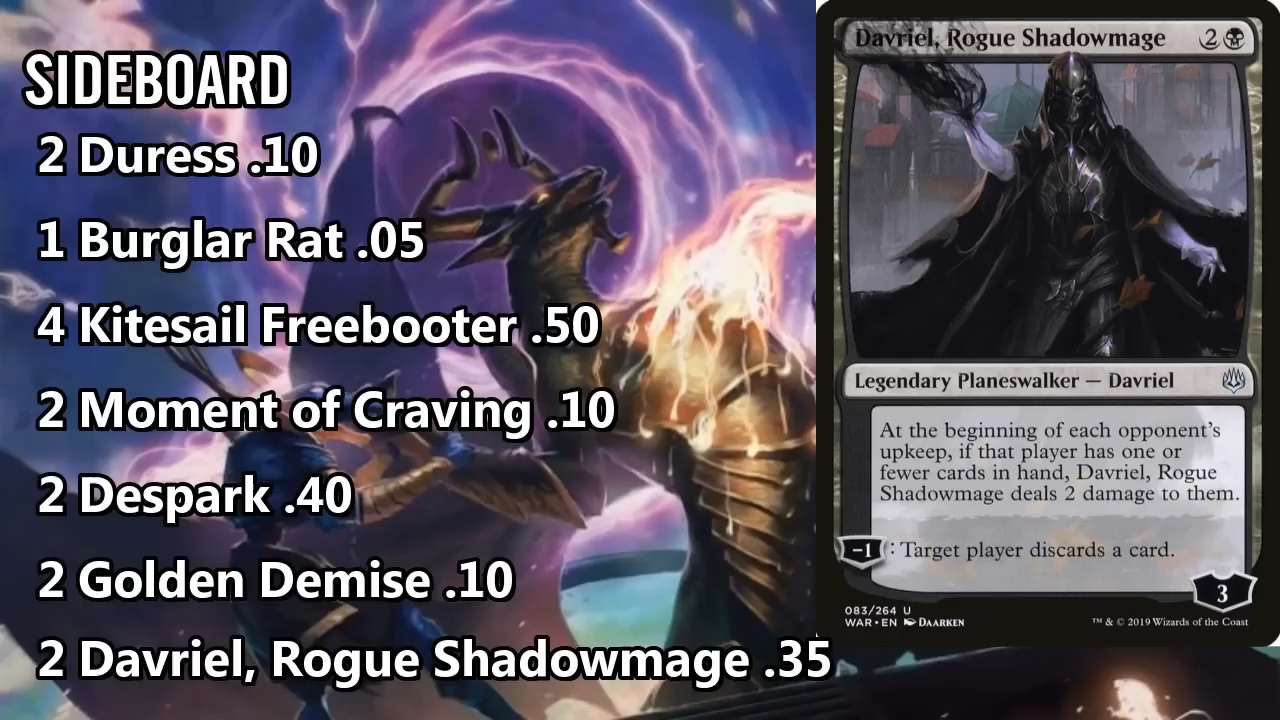 SIDEBOARD
2 Duress .10
1 Burglar Rat .05
4 Kitesail Freebooter .50
2 Moment of Craving .10
2 Despark .40
2 Golden Demise .10
2 Davriel, Rogue Shadowmage .35
Davriel, Rogue Shadowmage 2
Legendary Planeswalker — Davriel
At the beginning of each opponent's
upkeep, if that player has one or
fewer cards in hand, Davriel, Rogue
Shadowmage deals 2 damage to them.
−1 : Target player discards a card.
3
083/264 U
WAR • EN DAARKEN
™ & © 2019 Wizards of the Coast